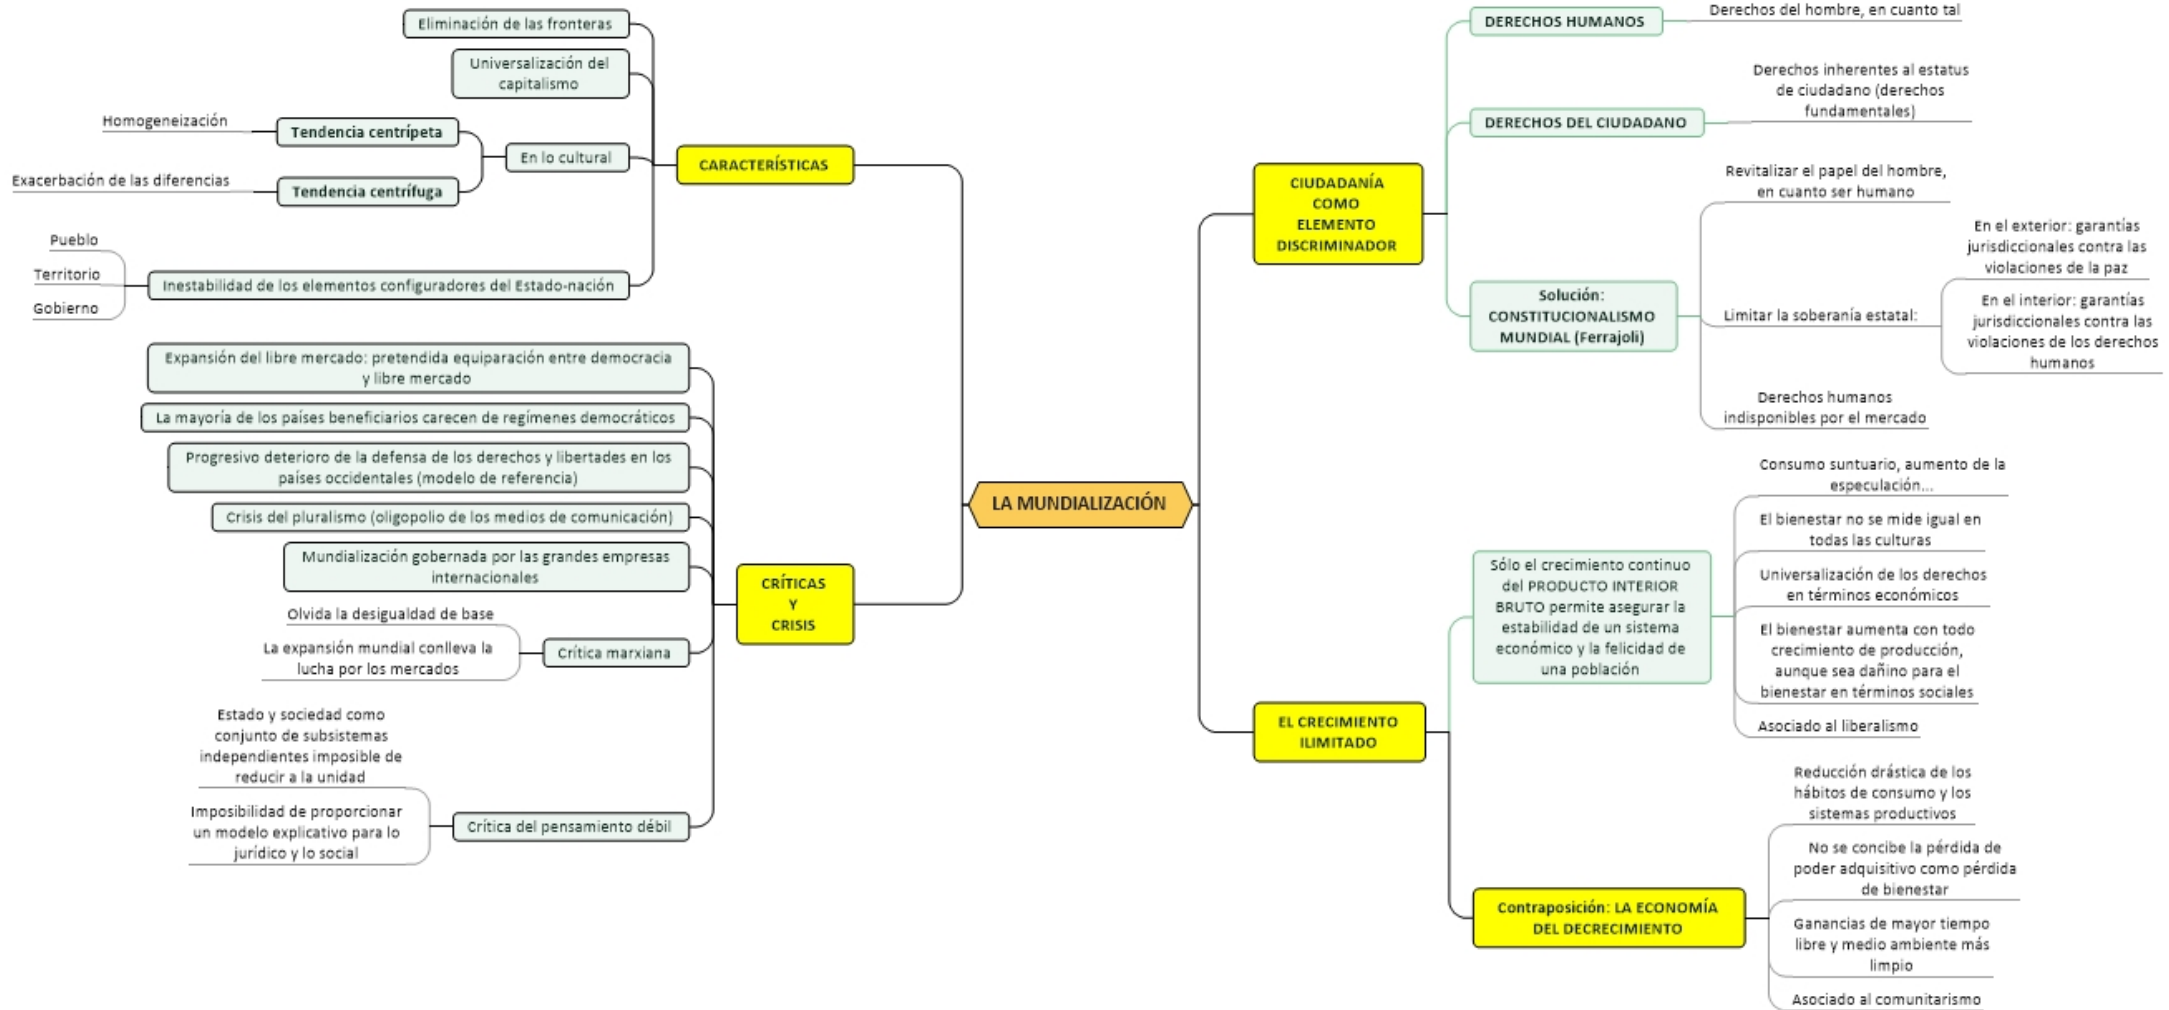 LA MUNDIALIZACIÓN
CARACTERÍSTICAS
Eliminación de las fronteras
Universalización del
capitalismo
En lo cultural
Tendencia centrípeta
Homogeneización
Tendencia centrífuga
Exacerbación de las diferencias
Inestabilidad de los elementos configuradores del Estado-nación
Pueblo
Territorio
Gobierno
CRÍTICAS
Y
CRISIS
Expansión del libre mercado: pretendida equiparación entre democracia
y libre mercado
La mayoría de los países beneficiarios carecen de regímenes democráticos
Progresivo deterioro de la defensa de los derechos y libertades en los
países occidentales (modelo de referencia)
Crisis del pluralismo (oligopolio de los medios de comunicación)
Mundialización gobernada por las grandes empresas
internacionales
Crítica marxiana
Olvida la desigualdad de base
La expansión mundial conlleva la
lucha por los mercados
Crítica del pensamiento débil
Estado y sociedad como
conjunto de subsistemas
independientes imposible de
reducir a la unidad
Imposibilidad de proporcionar
un modelo explicativo para lo
jurídico y lo social
CIUDADANÍA
COMO
ELEMENTO
DISCRIMINADOR
DERECHOS HUMANOS
Derechos del hombre, en cuanto tal
DERECHOS DEL CIUDADANO
Derechos inherentes al estatus
de ciudadano (derechos
fundamentales)
Solución:
CONSTITUCIONALISMO
MUNDIAL (Ferrajoli)
Revitalizar el papel del hombre,
en cuanto ser humano
Limitar la soberanía estatal:
En el exterior: garantías
jurisdiccionales contra las
violaciones de la paz
En el interior: garantías
jurisdiccionales contra las
violaciones de los derechos
humanos
Derechos humanos
indisponibles por el mercado
EL CRECIMIENTO
ILIMITADO
Sólo el crecimiento continuo
del PRODUCTO INTERIOR
BRUTO permite asegurar la
estabilidad de un sistema
económico y la felicidad de
una población
Consumo suntuario, aumento de la
especulación...
El bienestar no se mide igual en
todas las culturas
Universalización de los derechos
en términos económicos
El bienestar aumenta con todo
crecimiento de producción,
aunque sea dañino para el
bienestar en términos sociales
Asociado al liberalismo
Contraposición: LA ECONOMÍA
DEL DECRECIMIENTO
Reducción drástica de los
hábitos de consumo y los
sistemas productivos
No se concibe la pérdida de
poder adquisitivo como pérdida
de bienestar
Ganancias de mayor tiempo
libre y medio ambiente más
limpio
Asociado al comunitarismo